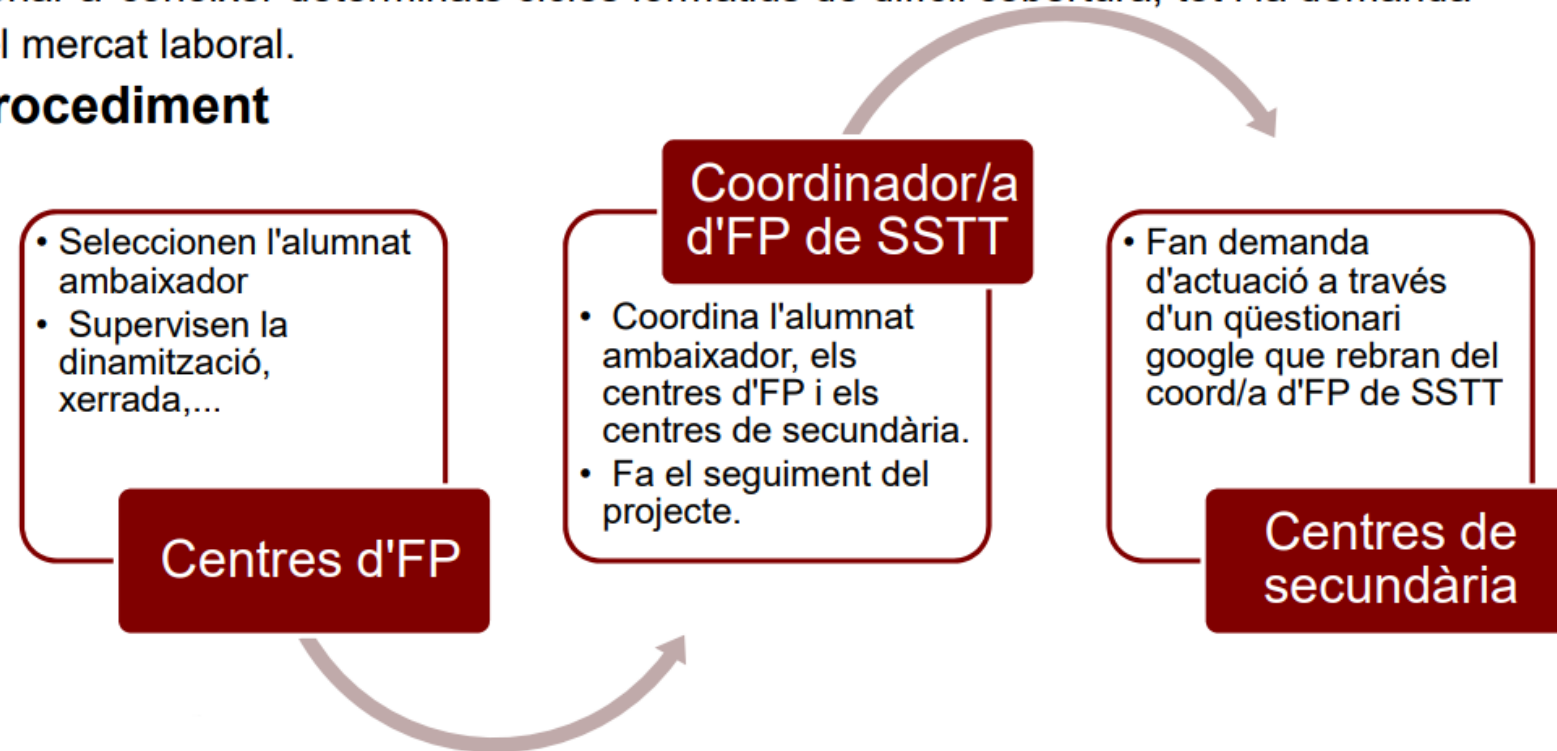 l mercat laboral.
rocediment
• Seleccionen l'alumnat
ambaixador
• Supervisen la
dinamització,
xerrada,...
Centres d'FP
Coordinador/a
d'FP de SSTT
• Coordina l'alumnat
ambaixador, els
centres d'FP i els
centres de secundària.
• Fa el seguiment del
projecte.
• Fan demanda
d'actuació a través
d'un qüestionari
google que rebran del
coord/a d'FP de SSTT
Centres de
secundària